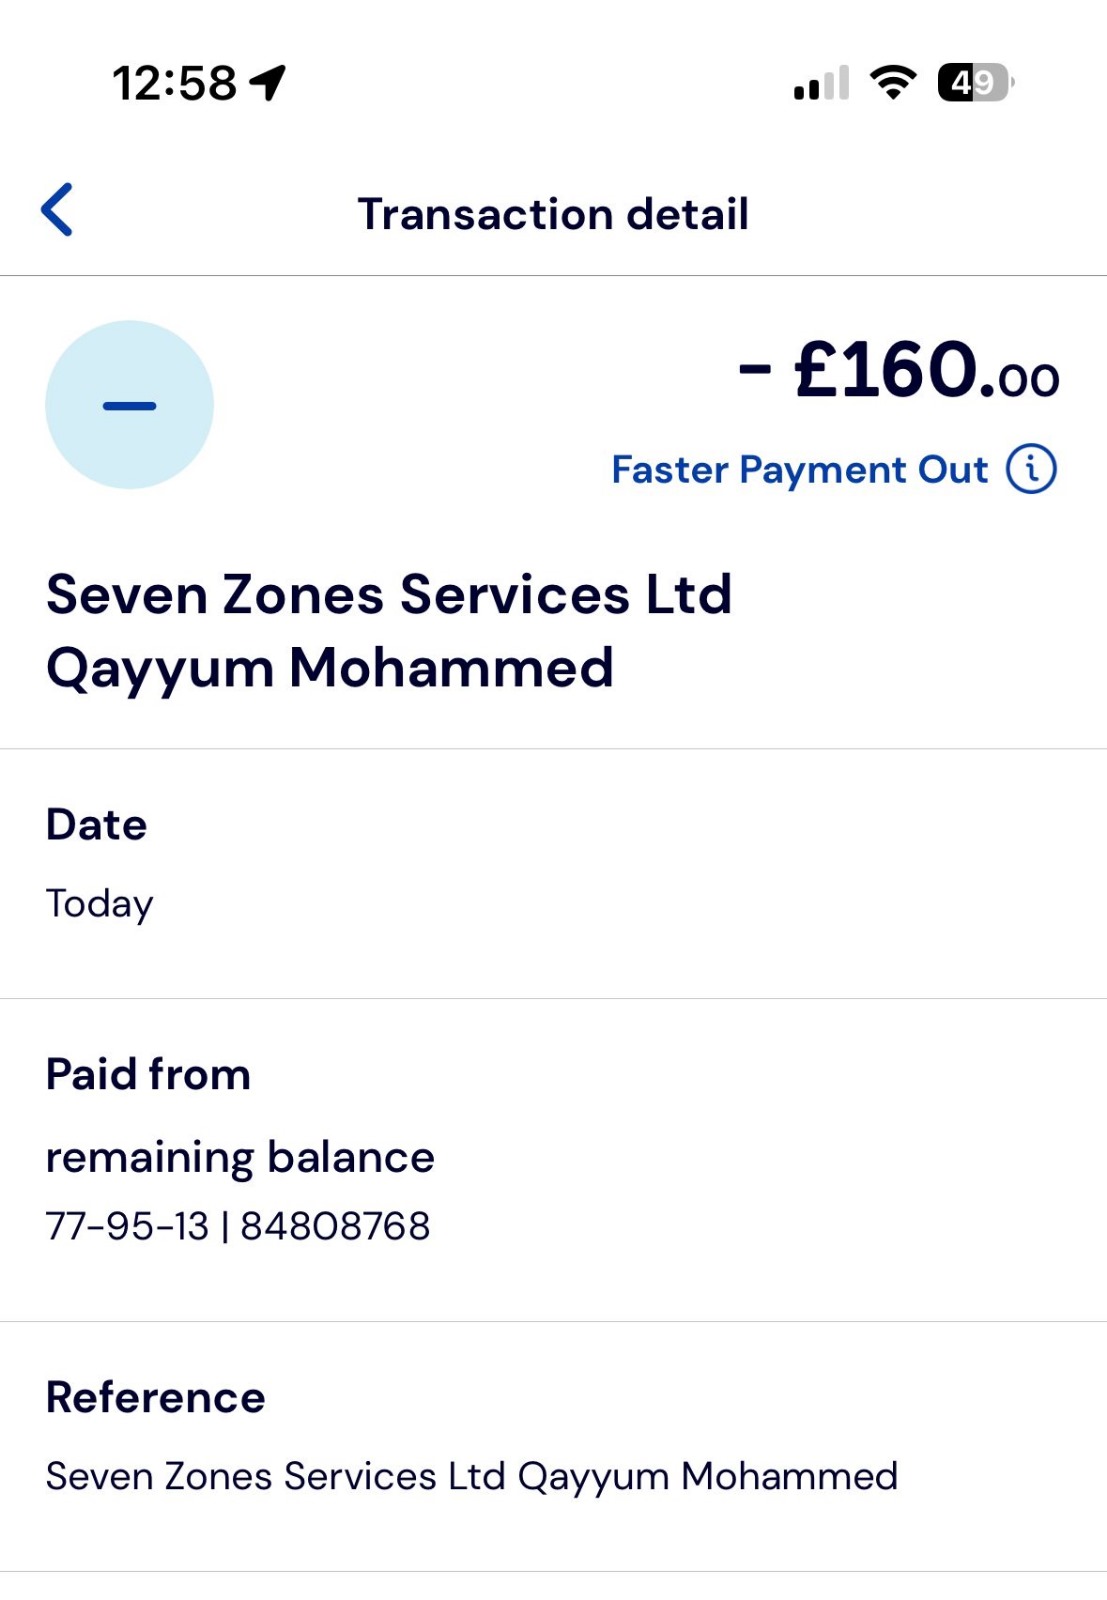 12:58
49
Transaction detail
- £160.00
Faster Payment Out i
Seven Zones Services Ltd
Qayyum Mohammed
Date
Today
Paid from
remaining balance
77-95-13 | 84808768
Reference
Seven Zones Services Ltd Qayyum Mohammed